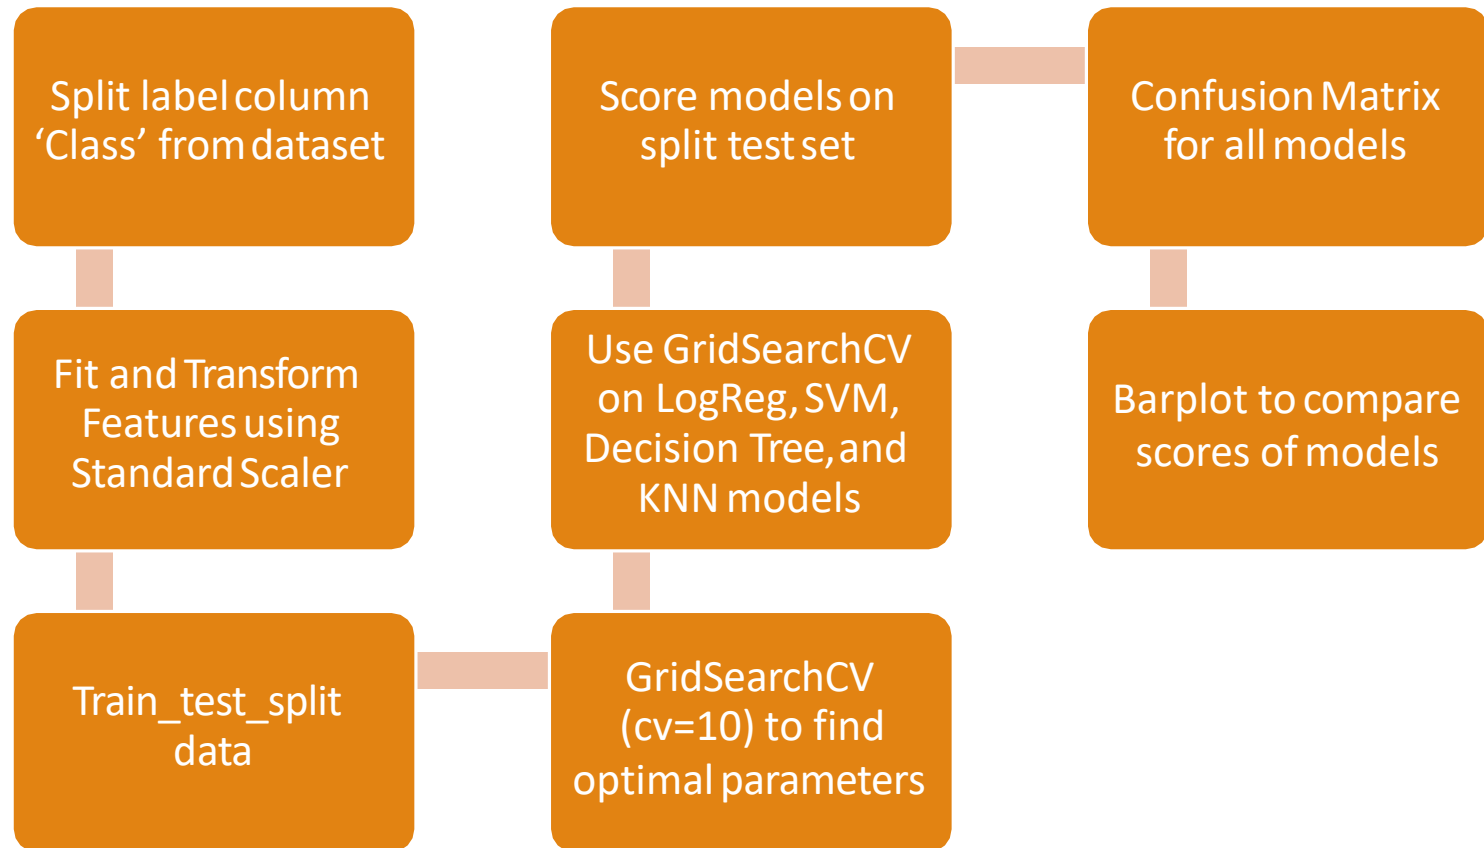 Split label column
‘Class’ from dataset
Fit and Transform
Features using
Standard Scaler
Train_test_split
data
GridSearchCV
(cv=10) to find
optimal parameters
Use GridSearchCV
on LogReg, SVM,
Decision Tree, and
KNN models
Score models on
split test set
Confusion Matrix
for all models
Barplot to compare
scores of models